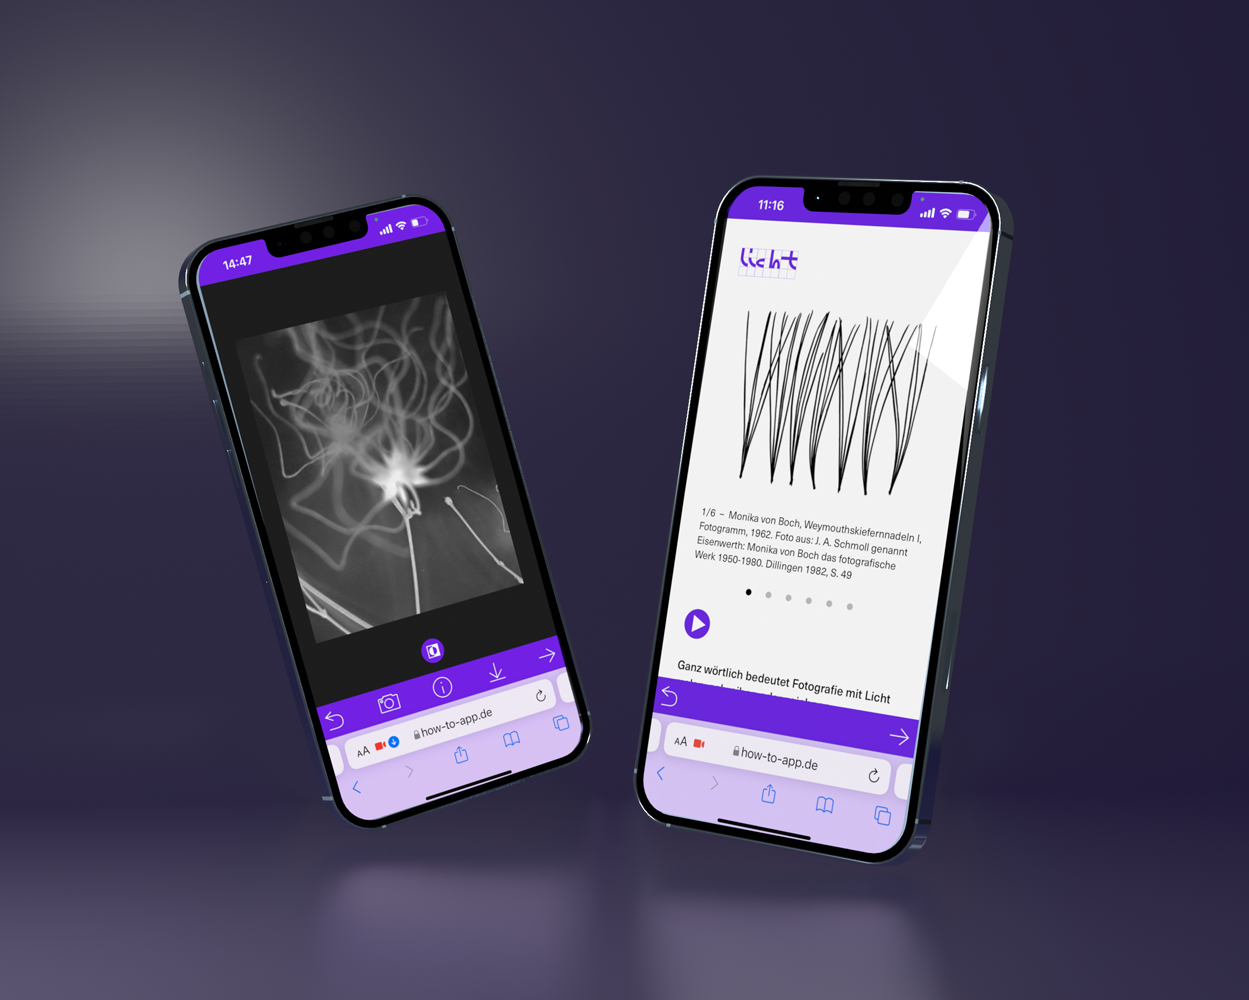 14:47
AA how-to-app.de
11:16
licht
1/6 – Monika von Boch, Weymouthskiefernnadeln I,
Fotogramm, 1962. Foto aus: J. A. Schmoll genannt
Eisenwerth: Monika von Boch das fotografische
Werk 1950-1980. Dillingen 1982, S. 49
Ganz wörtlich bedeutet Fotografie mit Licht
AA how-to-app.de